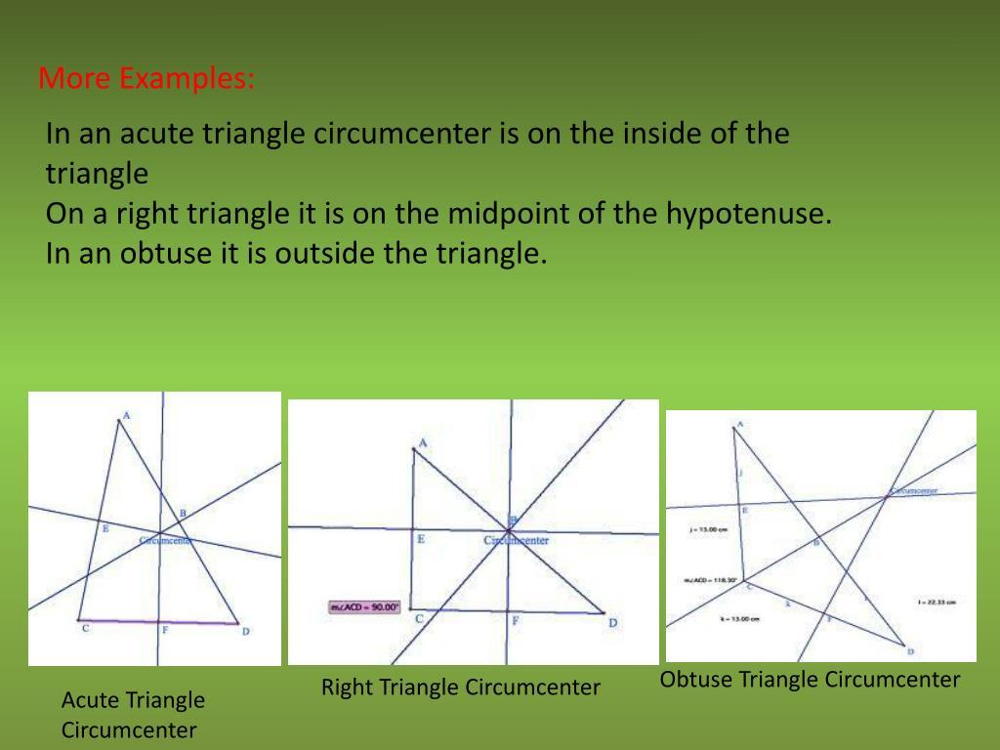 More Examples:
In an acute triangle circumcenter is on the inside of the
triangle
On a right triangle it is on the midpoint of the hypotenuse.
In an obtuse it is outside the triangle.
A
B
E
Circumcenter
C
F
D
A
B
E
Circumcenter
m∠ACD = 90.00°
C
F
D
A
j
Circumcenter
E
j = 13.00 cm
B
m∠ACD = 118.30°
C
k
l
l = 22.33 cm
k = 13.00 cm
F
D
Acute Triangle
Circumcenter
Right Triangle Circumcenter
Obtuse Triangle Circumcenter